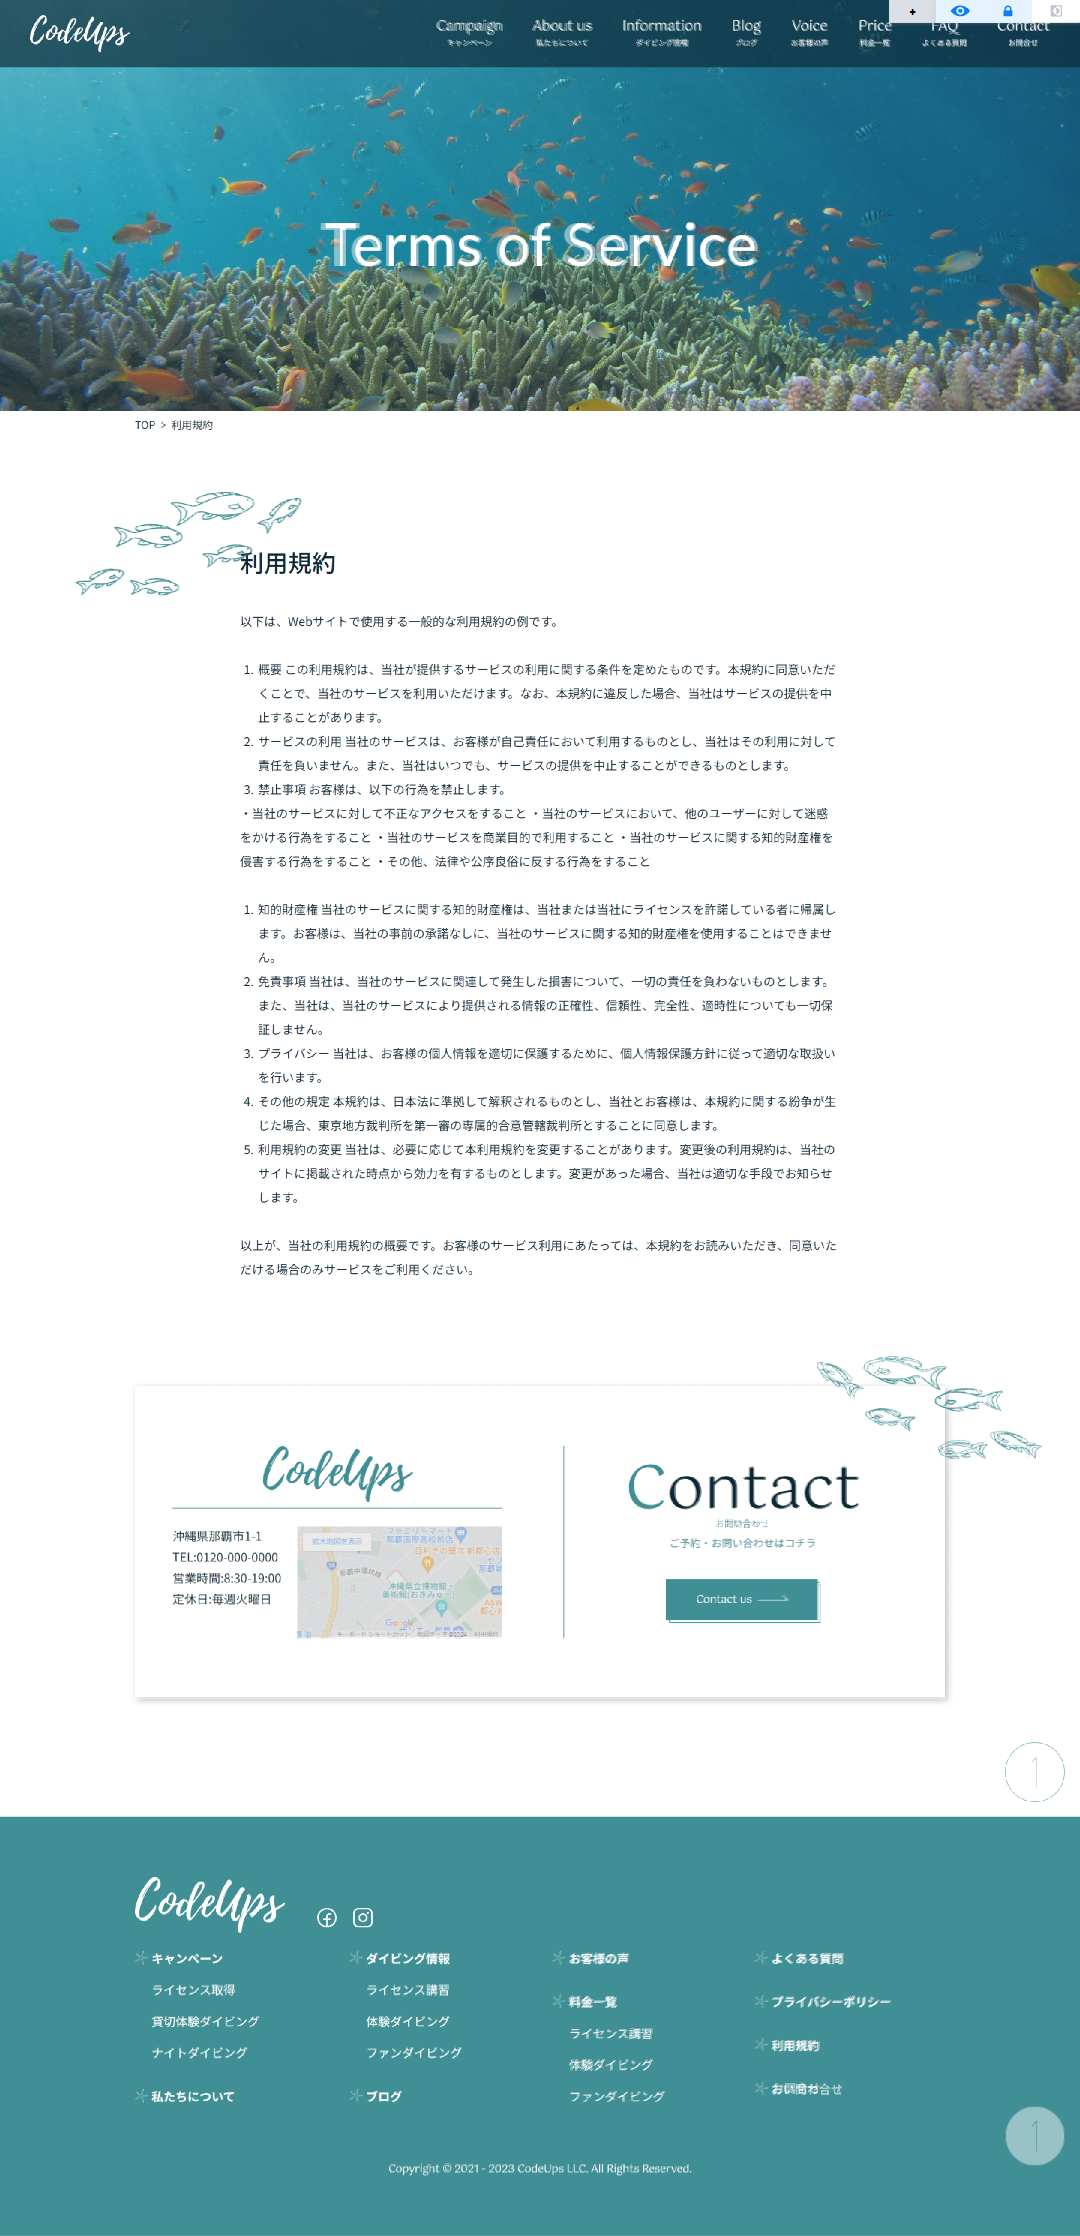 CodeUps
Campaign
キャンペーン
About us
私たちについて
Information
ダイビング情報
Blog
ブログ
Voice
お客様の声
Price
料金一覧
FAQ
よくある質問
Contact
お問合せ
Terms of Service
TOP > 利用規約
利用規約
以下は、Webサイトで使用する一般的な利用規約の例です。
1. 概要 この利用規約は、当社が提供するサービスの利用に関する条件を定めたものです。本規約に同意いただ
くことで、当社のサービスを利用いただけます。なお、本規約に違反した場合、当社はサービスの提供を中
止することがあります。
2. サービスの利用 当社のサービスは、お客様が自己責任において利用するものとし、当社はその利用に対して
責任を負いません。また、当社はいつでも、サービスの提供を中止することができるものとします。
3. 禁止事項 お客様は、以下の行為を禁止します。
・当社のサービスに対して不正なアクセスをすること ・当社のサービスにおいて、他のユーザーに対して迷惑
をかける行為をすること ・当社のサービスを商業目的で利用すること ・当社のサービスに関する知的財産権を
侵害する行為をすること ・その他、法律や公序良俗に反する行為をすること
1. 知的財産権 当社のサービスに関する知的財産権は、当社または当社にライセンスを許諾している者に帰属し
ます。お客様は、当社の事前の承諾なしに、当社のサービスに関する知的財産権を使用することはできませ
ん。
2. 免責事項 当社は、当社のサービスに関連して発生した損害について、一切の責任を負わないものとします。
また、当社は、当社のサービスにより提供される情報の正確性、信頼性、完全性、適時性についても一切保
証しません。
3. プライバシー 当社は、お客様の個人情報を適切に保護するために、個人情報保護方針に従って適切な取扱い
を行います。
4. その他の規定 本規約は、日本法に準拠して解釈されるものとし、当社とお客様は、本規約に関する紛争が生
じた場合、東京地方裁判所を第一審の専属的合意管轄裁判所とすることに同意します。
5. 利用規約の変更 当社は、必要に応じて本利用規約を変更することがあります。変更後の利用規約は、当社の
サイトに掲載された時点から効力を有するものとします。変更があった場合、当社は適切な手段でお知らせ
します。
以上が、当社の利用規約の概要です。お客様のサービス利用にあたっては、本規約をお読みいただき、同意いた
だける場合のみサービスをご利用ください。
CodeUps
沖縄県那覇市1-1
TEL:0120-000-0000
営業時間:8:30-19:00
定休日:毎週火曜日
拡大地図を表示
ファミリーマート
那覇国際高校前店
目利きの銀次 新都心店
那覇中環状線
沖縄県立博物館・
美術館(おきみゅー)
Google
Contact
お問い合わせ
ご予約・お問い合わせはコチラ
Contact us
CodeUps
キャンペーン
ライセンス取得
貸切体験ダイビング
ナイトダイビング
私たちについて
ダイビング情報
ライセンス講習
体験ダイビング
ファンダイビング
ブログ
お客様の声
料金一覧
ライセンス講習
体験ダイビング
ファンダイビング
よくある質問
プライバシーポリシー
利用規約
お問合せ
Copyright © 2021 - 2023 CodeUps LLC. All Rights Reserved.